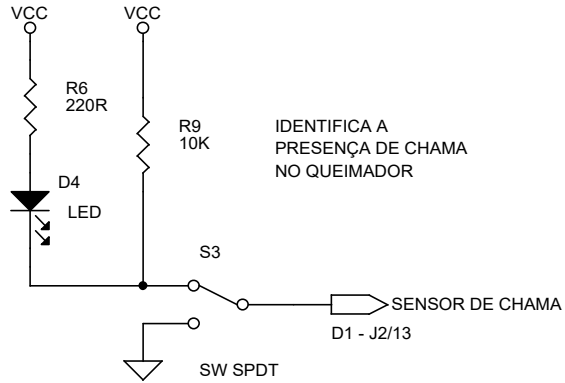 VCC
VCC
R6
220R
R9
10K
IDENTIFICA A
PRESENÇA DE CHAMA
NO QUEIMADOR
D4
LED
S3
SENSOR DE CHAMA
D1 - J2/13
SW SPDT